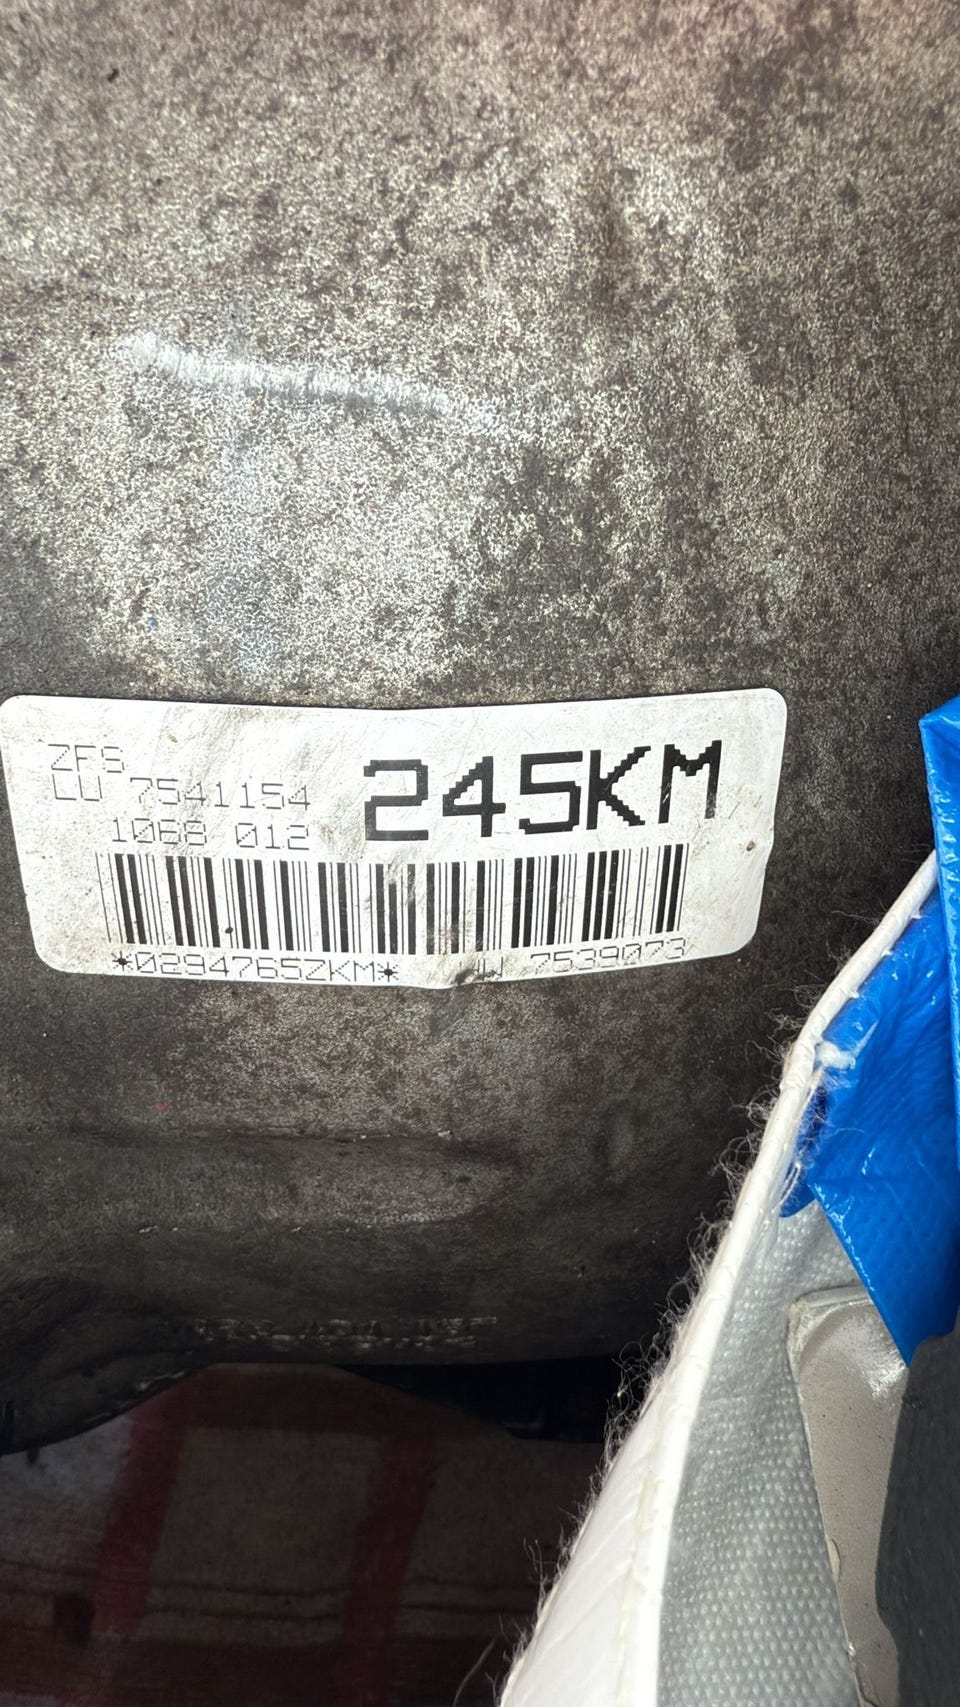 ZFS
LU 7541154
245KM
1068 012
*0294765ZKM*
7539073